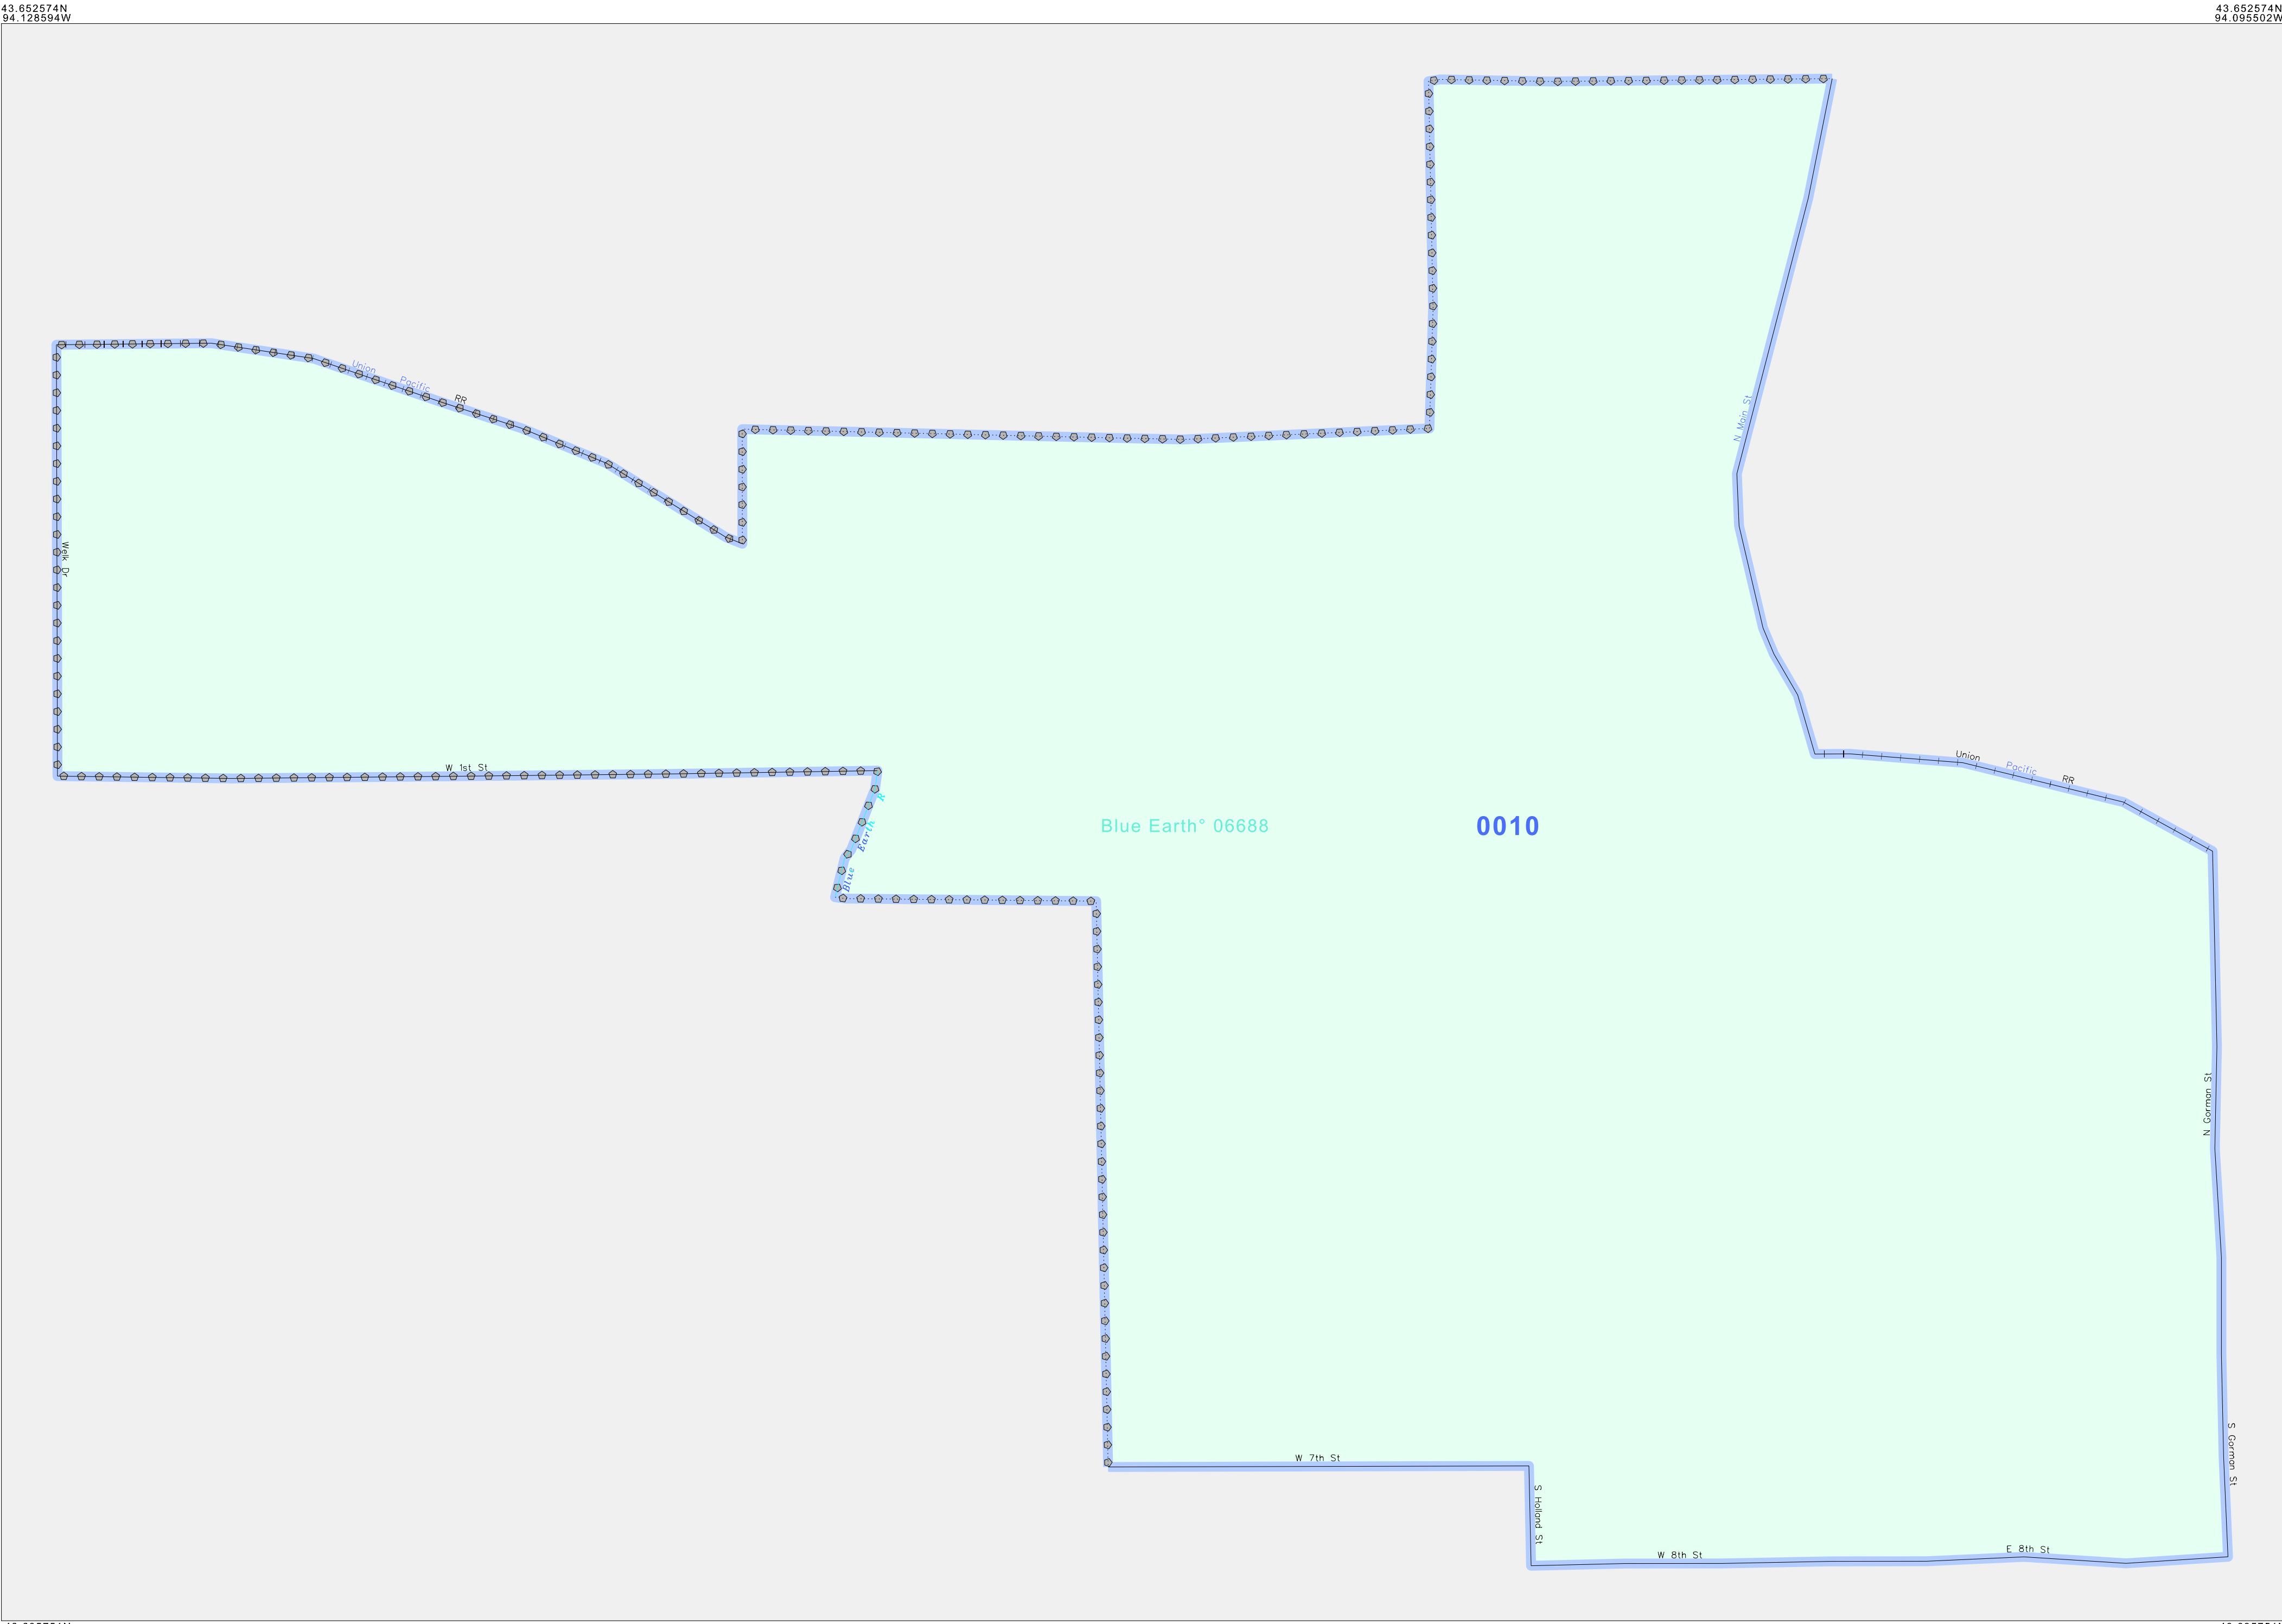 43.652574N
94.128594W
43.652574N
94.095502W
Union Pacific RR
N Main St
Welk Dr
W 1st St
Union Pacific RR
Blue Earth R
Blue Earth° 06688
0010
N Gorman St
S Gorman St
W 7th St
S Holland St
W 8th St
E 8th St